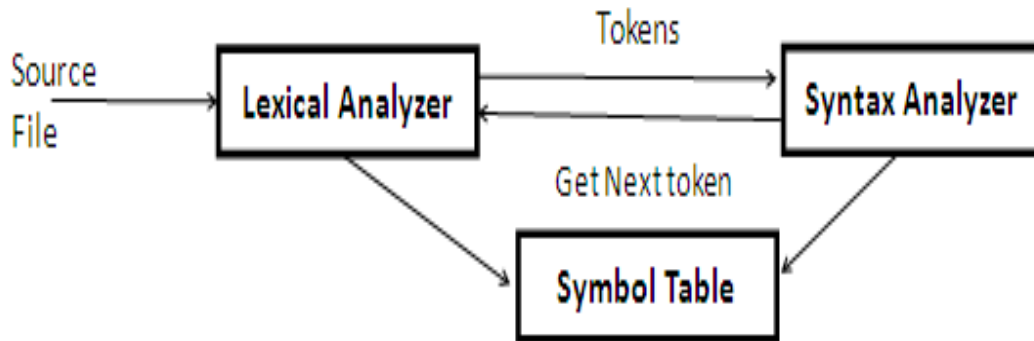 Tokens
Source
File
Lexical Analyzer
Syntax Analyzer
Get Next token
Symbol Table